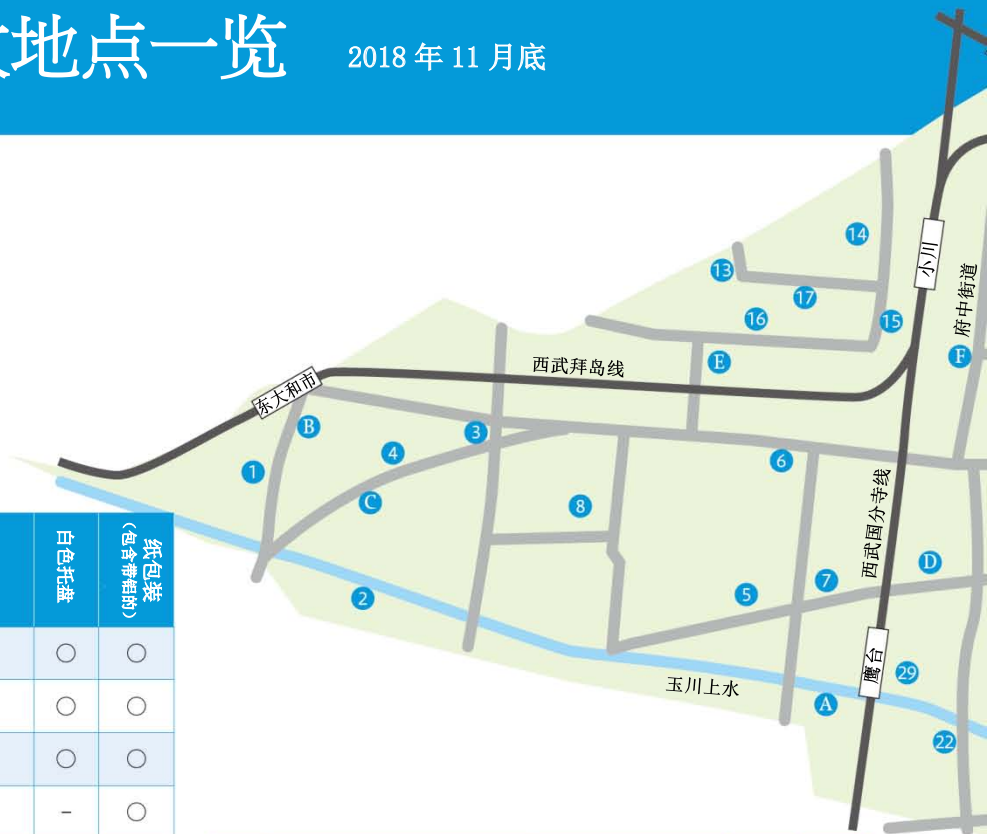 地点一览 2018 年 11 月底
14
小川
13
府中街道
17
16
15
E
F
西武拜岛线
东大和市
B
3
4
6
1
C
西武国分寺线
8
纸包装
(包含带铝的)
白色托盘
D
7
5
2
鹰台
玉川上水
29
A
22
○ ○
○ ○
○ ○
- ○